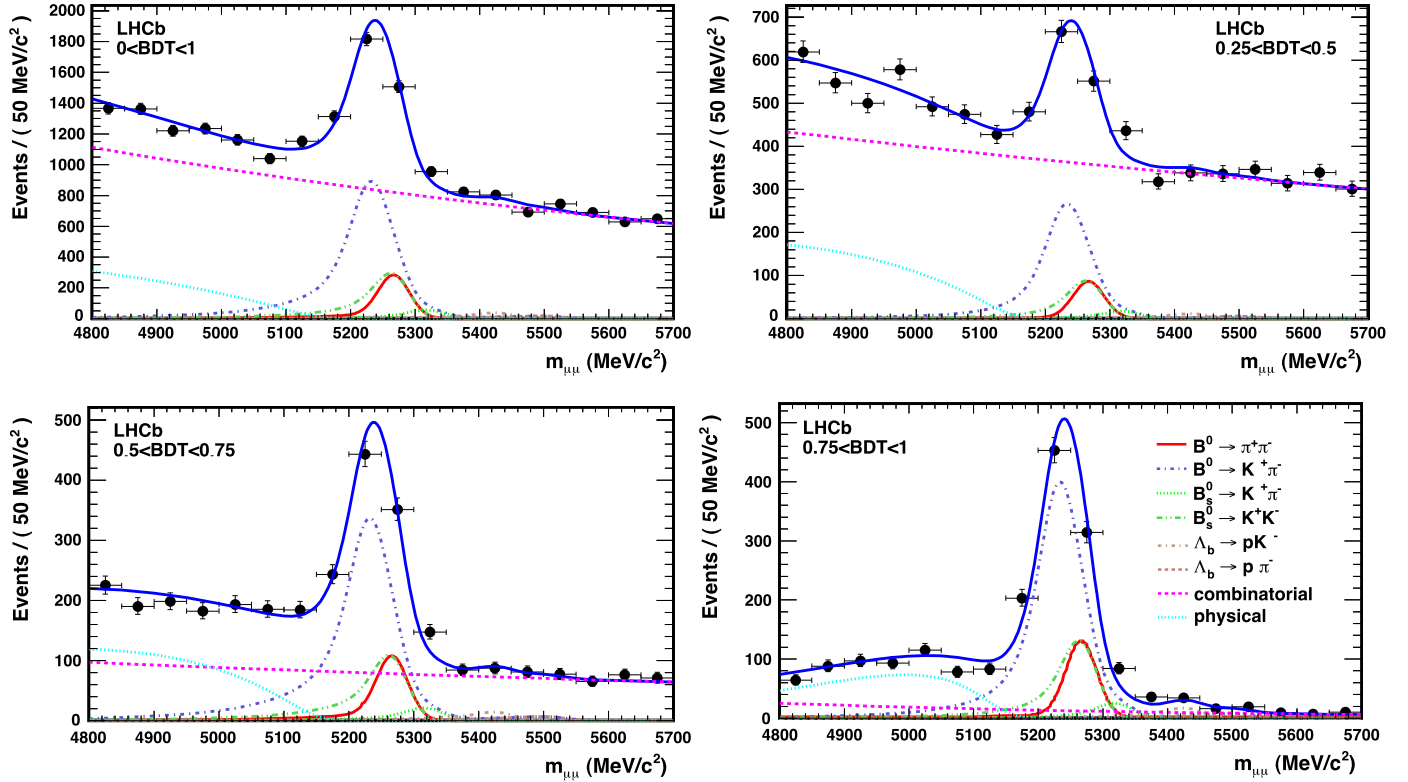 Events / ( 50 MeV/c²)
2000
1800
1600
1400
1200
1000
800
600
400
200
0
LHCb
0<BDT<1
4800 4900 5000 5100 5200 5300 5400 5500 5600 5700
m_μμ (MeV/c²)
Events / ( 50 MeV/c²)
700
600
500
400
300
200
100
0
LHCb
0.25<BDT<0.5
4800 4900 5000 5100 5200 5300 5400 5500 5600 5700
m_μμ (MeV/c²)
Events / ( 50 MeV/c²)
500
400
300
200
100
0
LHCb
0.5<BDT<0.75
4800 4900 5000 5100 5200 5300 5400 5500 5600 5700
m_μμ (MeV/c²)
Events / ( 50 MeV/c²)
500
400
300
200
100
0
LHCb
0.75<BDT<1
B⁰ → π⁺π⁻
B⁰ → K⁺π⁻
B⁰ₛ → K⁺π⁻
B⁰ₛ → K⁺K⁻
Λ_b → pK⁻
Λ_b → p π⁻
combinatorial
physical
4800 4900 5000 5100 5200 5300 5400 5500 5600 5700
m_μμ (MeV/c²)